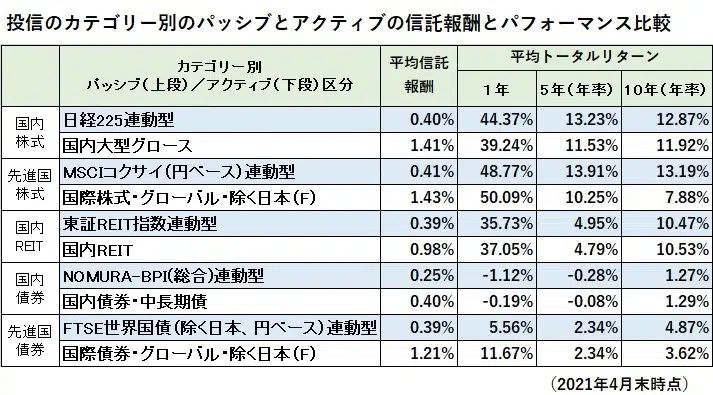 投信のカテゴリー別のパッシブとアクティブの信託報酬とパフォーマンス比較
カテゴリー別
パッシブ(上段)/アクティブ(下段)区分
平均信託
報酬
平均トータルリターン
1年 5年(年率) 10年(年率)
国内
株式
日経225連動型 0.40% 44.37% 13.23% 12.87%
国内大型グロース 1.41% 39.24% 11.53% 11.92%
先進国
株式
MSCIコクサイ(円ベース)連動型 0.41% 48.77% 13.91% 13.19%
国際株式・グローバル・除く日本(F) 1.43% 50.09% 10.25% 7.88%
国内
REIT
東証REIT指数連動型 0.39% 35.73% 4.95% 10.47%
国内REIT 0.98% 37.05% 4.79% 10.53%
国内
債券
NOMURA-BPI(総合)連動型 0.25% -1.12% -0.28% 1.27%
国内債券・中長期債 0.40% -0.19% -0.08% 1.29%
先進国
債券
FTSE世界国債(除く日本、円ベース)連動型 0.39% 5.56% 2.34% 4.87%
国際債券・グローバル・除く日本(F) 1.21% 11.67% 2.34% 3.62%
(2021年4月末時点)